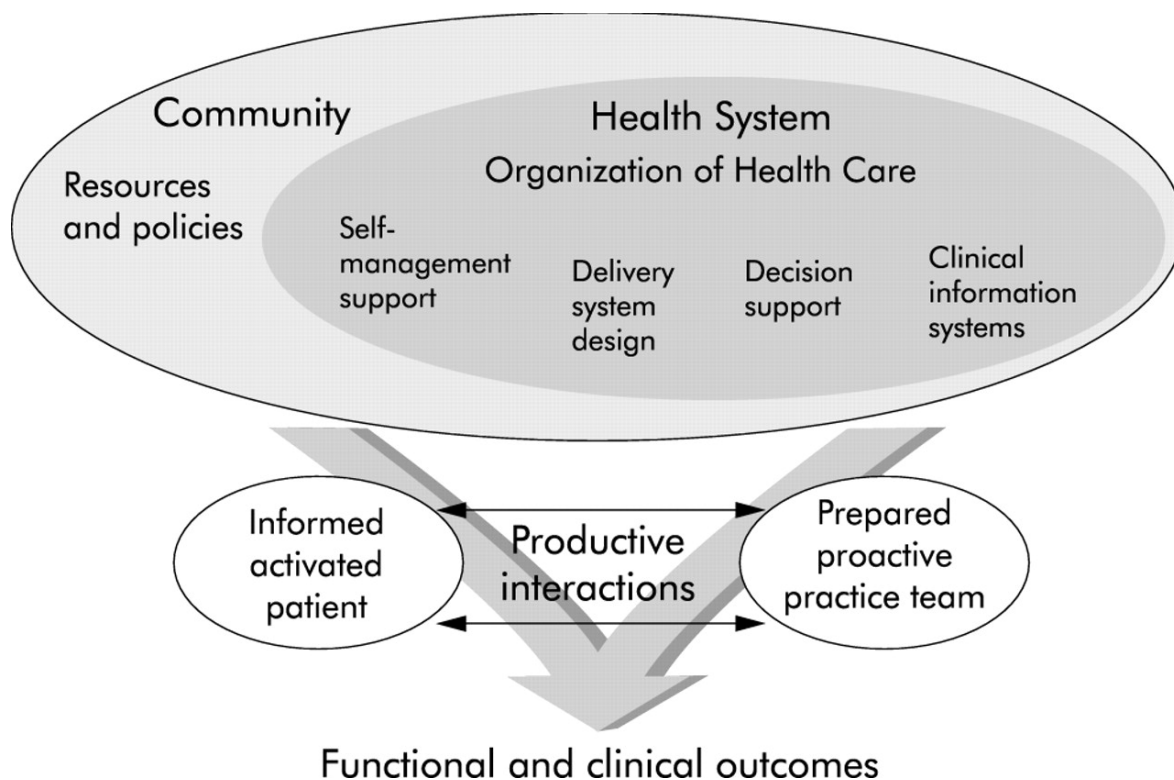 Community
Resources
and policies
Health System
Organization of Health Care
Self-
management
support
Delivery
system
design
Decision
support
Clinical
information
systems
Informed
activated
patient
Productive
interactions
Prepared
proactive
practice team
Functional and clinical outcomes